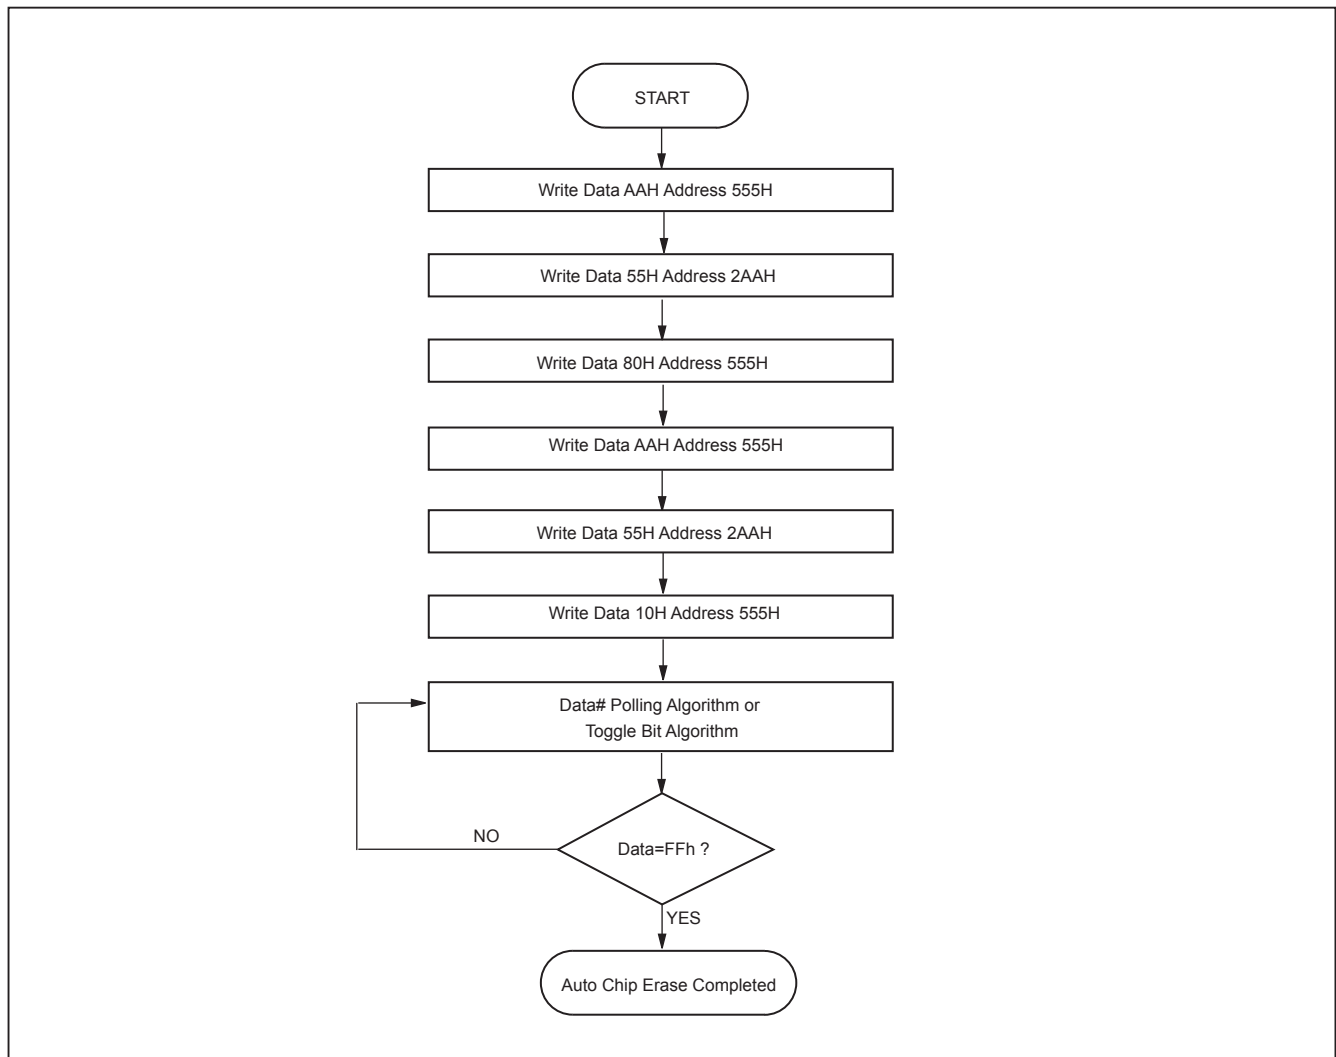 START
Write Data AAH Address 555H
Write Data 55H Address 2AAH
Write Data 80H Address 555H
Write Data AAH Address 555H
Write Data 55H Address 2AAH
Write Data 10H Address 555H
Data# Polling Algorithm or
Toggle Bit Algorithm
NO
Data=FFh ?
YES
Auto Chip Erase Completed